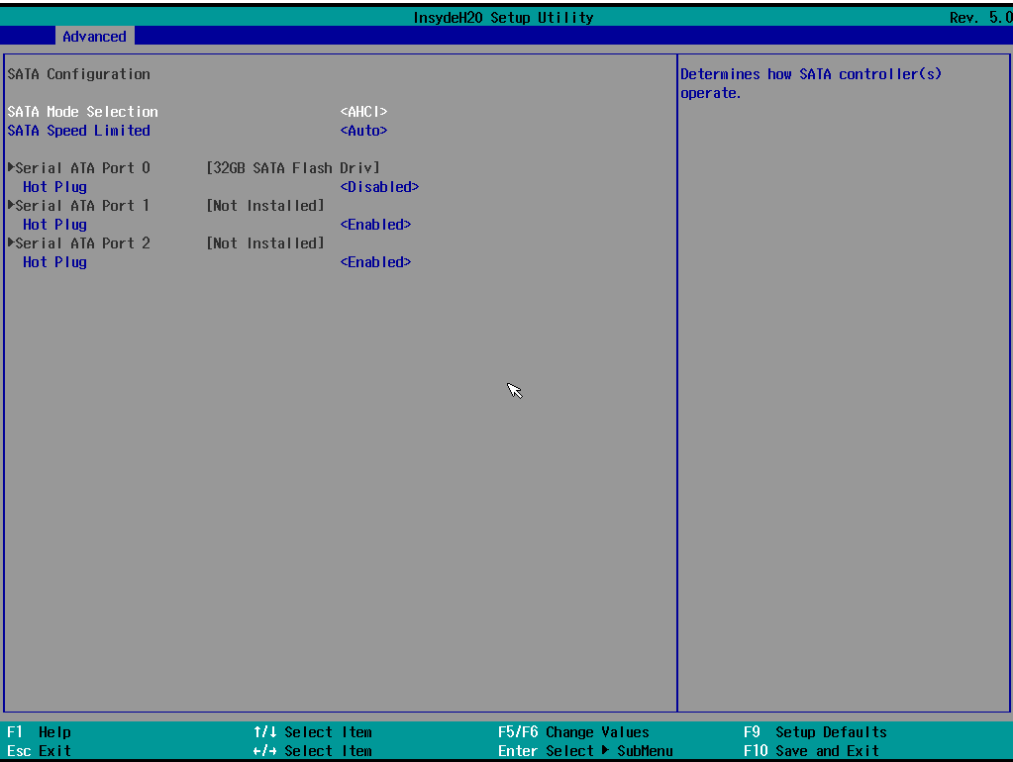 InsydeH20 Setup Utility Rev. 5.0
Advanced
SATA Configuration
Determines how SATA controller(s)
operate.
SATA Mode Selection <AHCI>
SATA Speed Limited <Auto>
▶Serial ATA Port 0 [32GB SATA Flash Driv]
Hot Plug <Disabled>
▶Serial ATA Port 1 [Not Installed]
Hot Plug <Enabled>
▶Serial ATA Port 2 [Not Installed]
Hot Plug <Enabled>
F1 Help ↑/↓ Select Item F5/F6 Change Values F9 Setup Defaults
Esc Exit ←/→ Select Item Enter Select ▶ SubMenu F10 Save and Exit